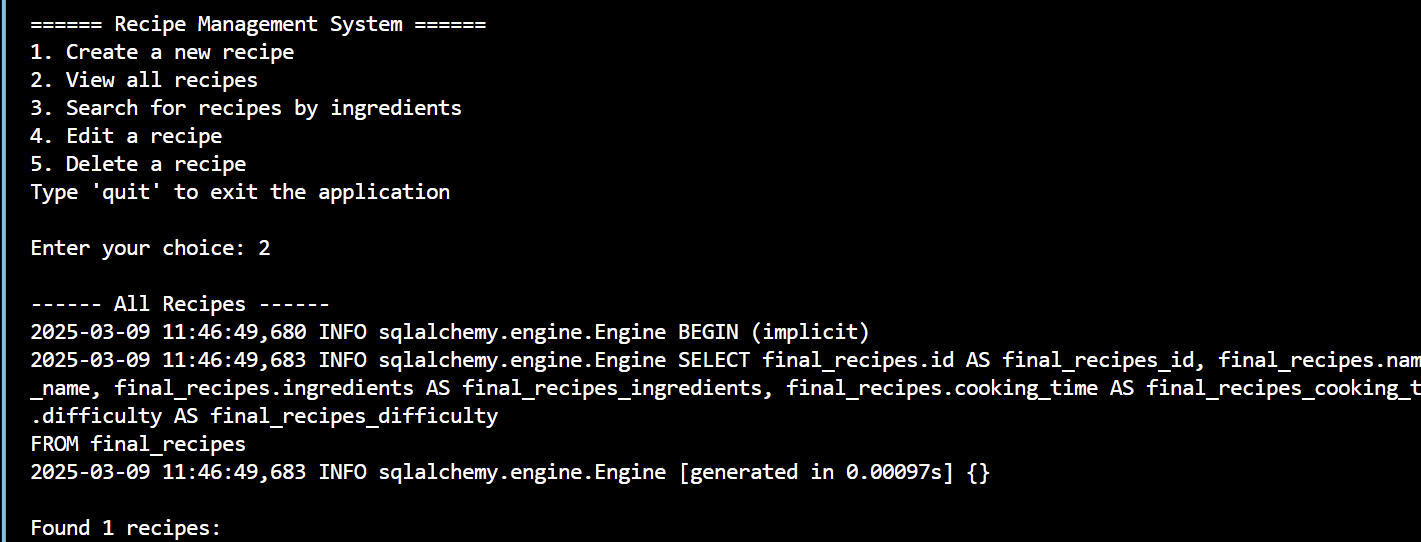 ====== Recipe Management System ======
1. Create a new recipe
2. View all recipes
3. Search for recipes by ingredients
4. Edit a recipe
5. Delete a recipe
Type 'quit' to exit the application
Enter your choice: 2
------ All Recipes ------
2025-03-09 11:46:49,680 INFO sqlalchemy.engine.Engine BEGIN (implicit)
2025-03-09 11:46:49,683 INFO sqlalchemy.engine.Engine SELECT final_recipes.id AS final_recipes_id, final_recipes.nam
_name, final_recipes.ingredients AS final_recipes_ingredients, final_recipes.cooking_time AS final_recipes_cooking_t
.difficulty AS final_recipes_difficulty
FROM final_recipes
2025-03-09 11:46:49,683 INFO sqlalchemy.engine.Engine [generated in 0.00097s] {}
Found 1 recipes: